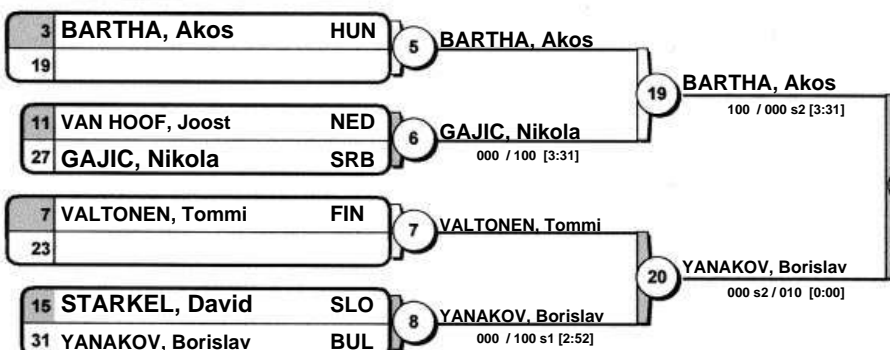 3 BARTHA, Akos HUN
19
5
BARTHA, Akos
11 VAN HOOF, Joost NED
27 GAJIC, Nikola SRB
6
GAJIC, Nikola
000 / 100 [3:31]
19
BARTHA, Akos
100 / 000 s2 [3:31]
7 VALTONEN, Tommi FIN
23
7
VALTONEN, Tommi
15 STARKEL, David SLO
31 YANAKOV, Borislav BUL
8
YANAKOV, Borislav
000 / 100 s1 [2:52]
20
YANAKOV, Borislav
000 s2 / 010 [0:00]